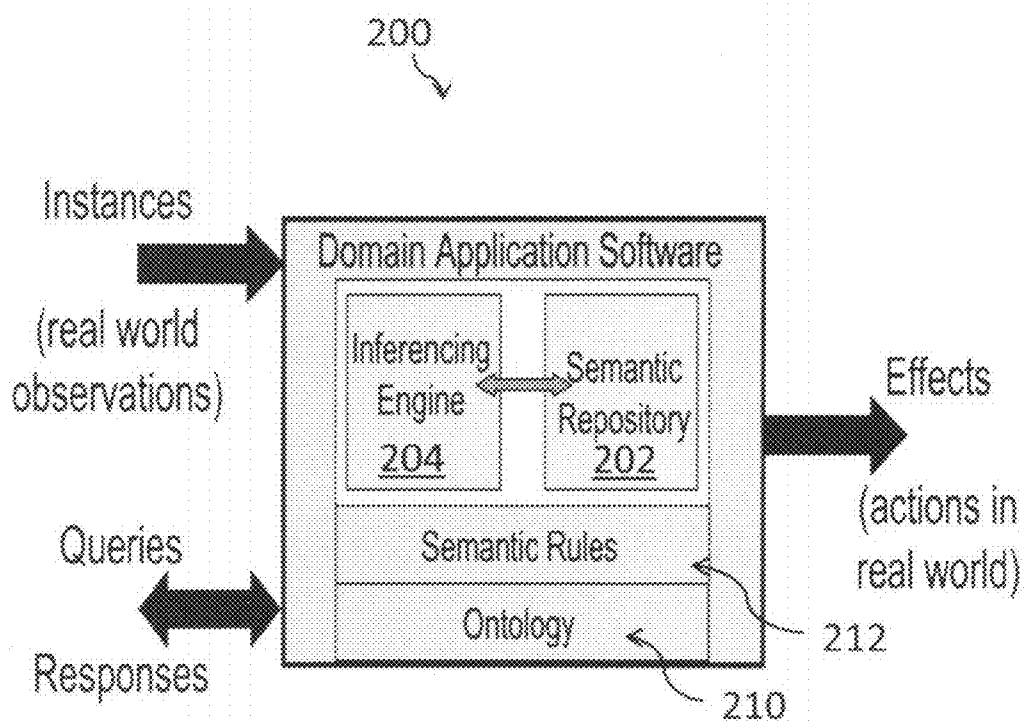 200
Instances
(real world
observations)
Domain Application Software
Inferencing
Engine
204
Semantic
Repository
202
Effects
(actions in
real world)
Semantic Rules
Ontology
Queries
Responses
212
210